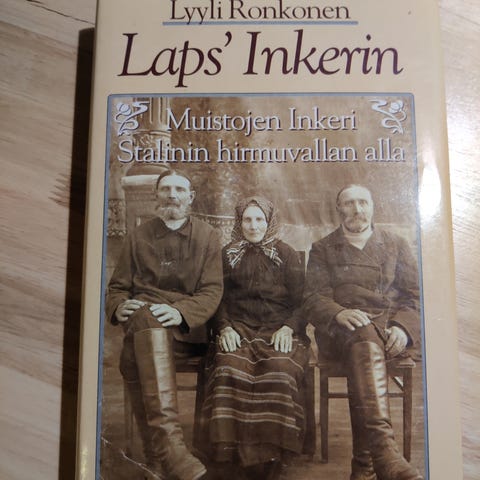 Lyyli Ronkonen
Laps' Inkerin
Muistojen Inkeri
Stalinin hirmuvallan alla